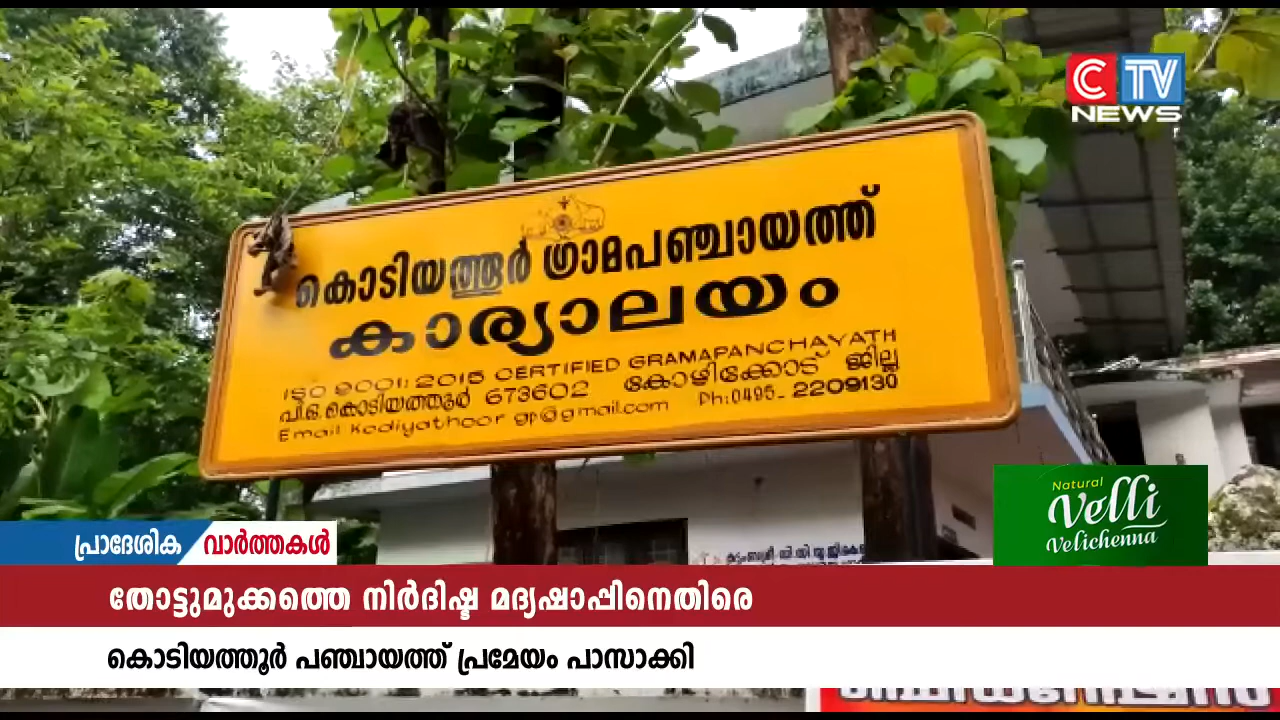 CTV
NEWS
കൊടിയത്തൂർ ഗ്രാമപഞ്ചായത്ത്
കാര്യാലയം
ISO 9001:2015 CERTIFIED GRAMAPANCHAYATH
പി.ഒ.കൊടിയത്തൂർ 673602 കോഴിക്കോട് ജില്ല
Email kodiyathoor gp@gmail.com Ph:0495-2209130
Natural
Velli
Velichenna
പ്രാദേശിക വാർത്തകൾ
തോട്ടുമുക്കത്തെ നിർദിഷ്ട മദ്യഷാപ്പിനെതിരെ
കൊടിയത്തൂർ പഞ്ചായത്ത് പ്രമേയം പാസാക്കി